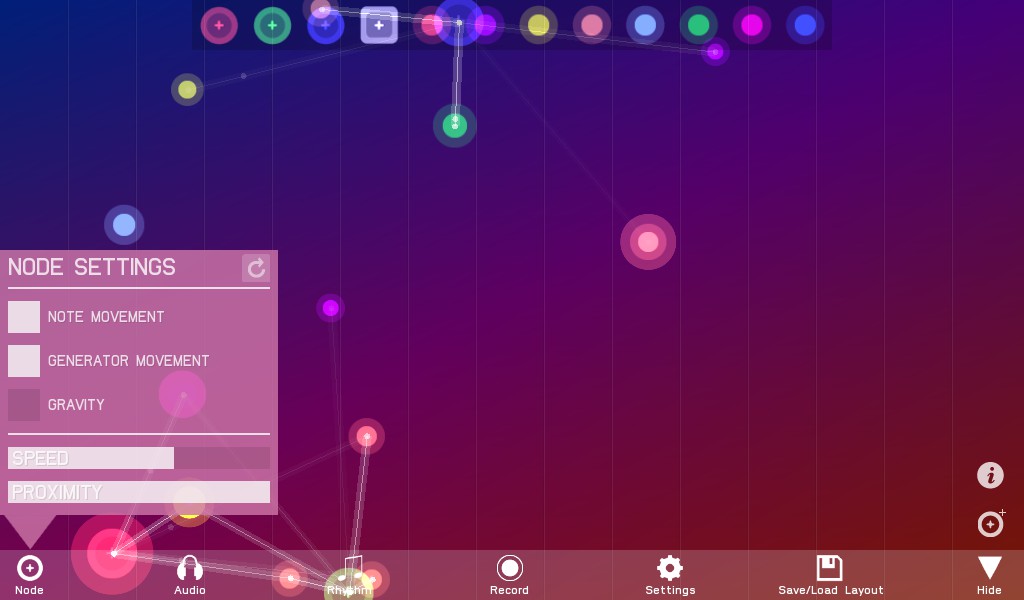 NODE SETTINGS
NOTE MOVEMENT
GENERATOR MOVEMENT
GRAVITY
SPEED
PROXIMITY
Node Audio Rhythm Record Settings Save/Load Layout Hide